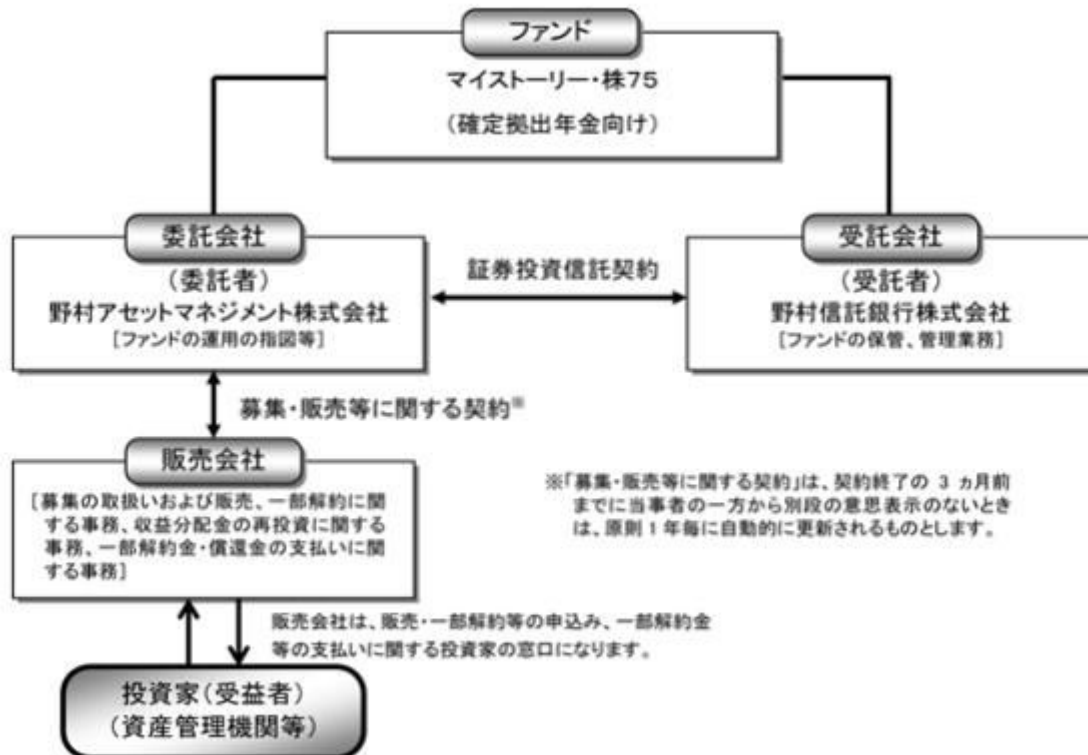 ファンド
マイストーリー・株75
(確定拠出年金向け)
委託会社
(委託者)
野村アセットマネジメント株式会社
[ファンドの運用の指図等]
証券投資信託契約
受託会社
(受託者)
野村信託銀行株式会社
[ファンドの保管、管理業務]
募集・販売等に関する契約※
販売会社
[募集の取扱いおよび販売、一部解約に関
する事務、収益分配金の再投資に関する
事務、一部解約金・償還金の支払いに関
する事務]
※「募集・販売等に関する契約」は、契約終了の 3 ヵ月前
までに当事者の一方から別段の意思表示のないとき
は、原則 1 年毎に自動的に更新されるものとします。
販売会社は、販売・一部解約等の申込み、一部解約金
等の支払いに関する投資家の窓口になります。
投資家(受益者)
(資産管理機関等)